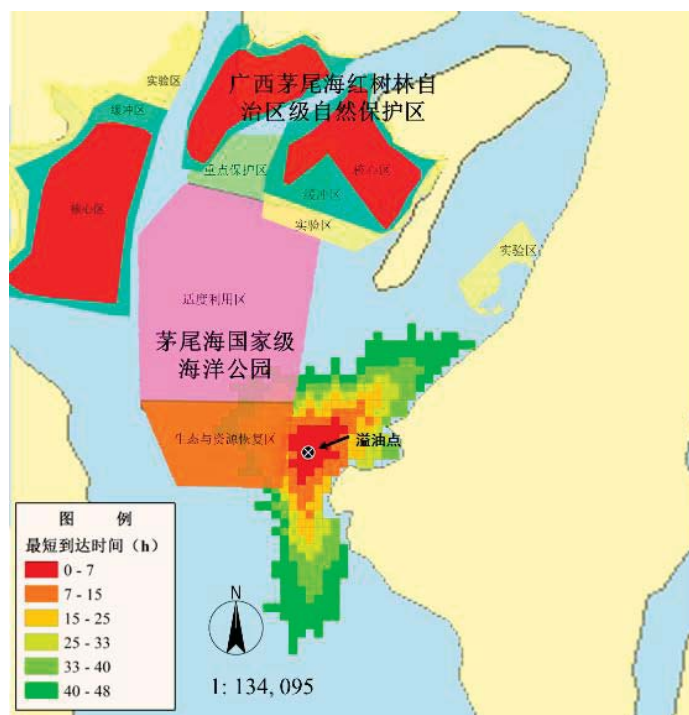 实验区
广西茅尾海红树林自
治区级自然保护区
缓冲区
重点保护区
核心区
核心区
缓冲区
实验区
实验区
适度利用区
茅尾海国家级
海洋公园
生态与资源恢复区
溢油点
图 例
最短到达时间（h）
0 - 7
7 - 15
15 - 25
25 - 33
33 - 40
40 - 48
N
1: 134, 095